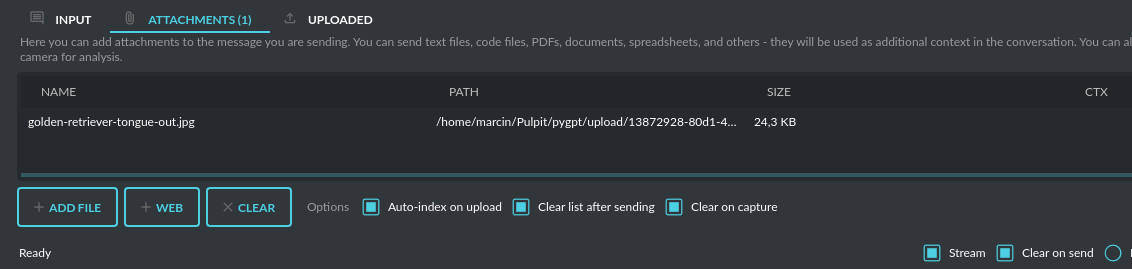 INPUT
ATTACHMENTS (1)
UPLOADED
Here you can add attachments to the message you are sending. You can send text files, code files, PDFs, documents, spreadsheets, and others - they will be used as additional context in the conversation. You can al
camera for analysis.
NAME PATH SIZE CTX
golden-retriever-tongue-out.jpg /home/marcin/Pulpit/pygpt/upload/13872928-80d1-4... 24,3 KB
+ ADD FILE + WEB × CLEAR Options Auto-index on upload Clear list after sending Clear on capture
Ready Stream Clear on send